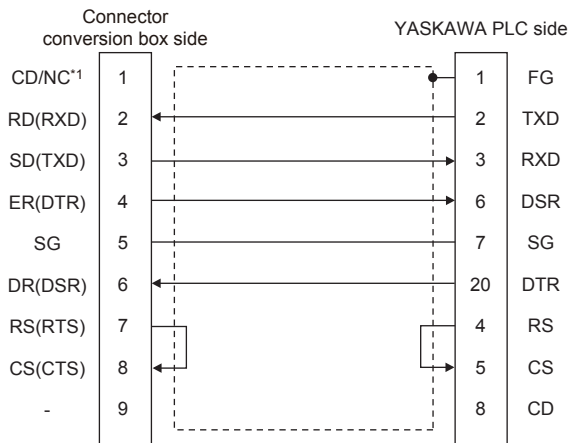 Connector
conversion box side
YASKAWA PLC side
CD/NC*1 1 1 FG
RD(RXD) 2 2 TXD
SD(TXD) 3 3 RXD
ER(DTR) 4 6 DSR
SG 5 7 SG
DR(DSR) 6 20 DTR
RS(RTS) 7 4 RS
CS(CTS) 8 5 CS
- 9 8 CD